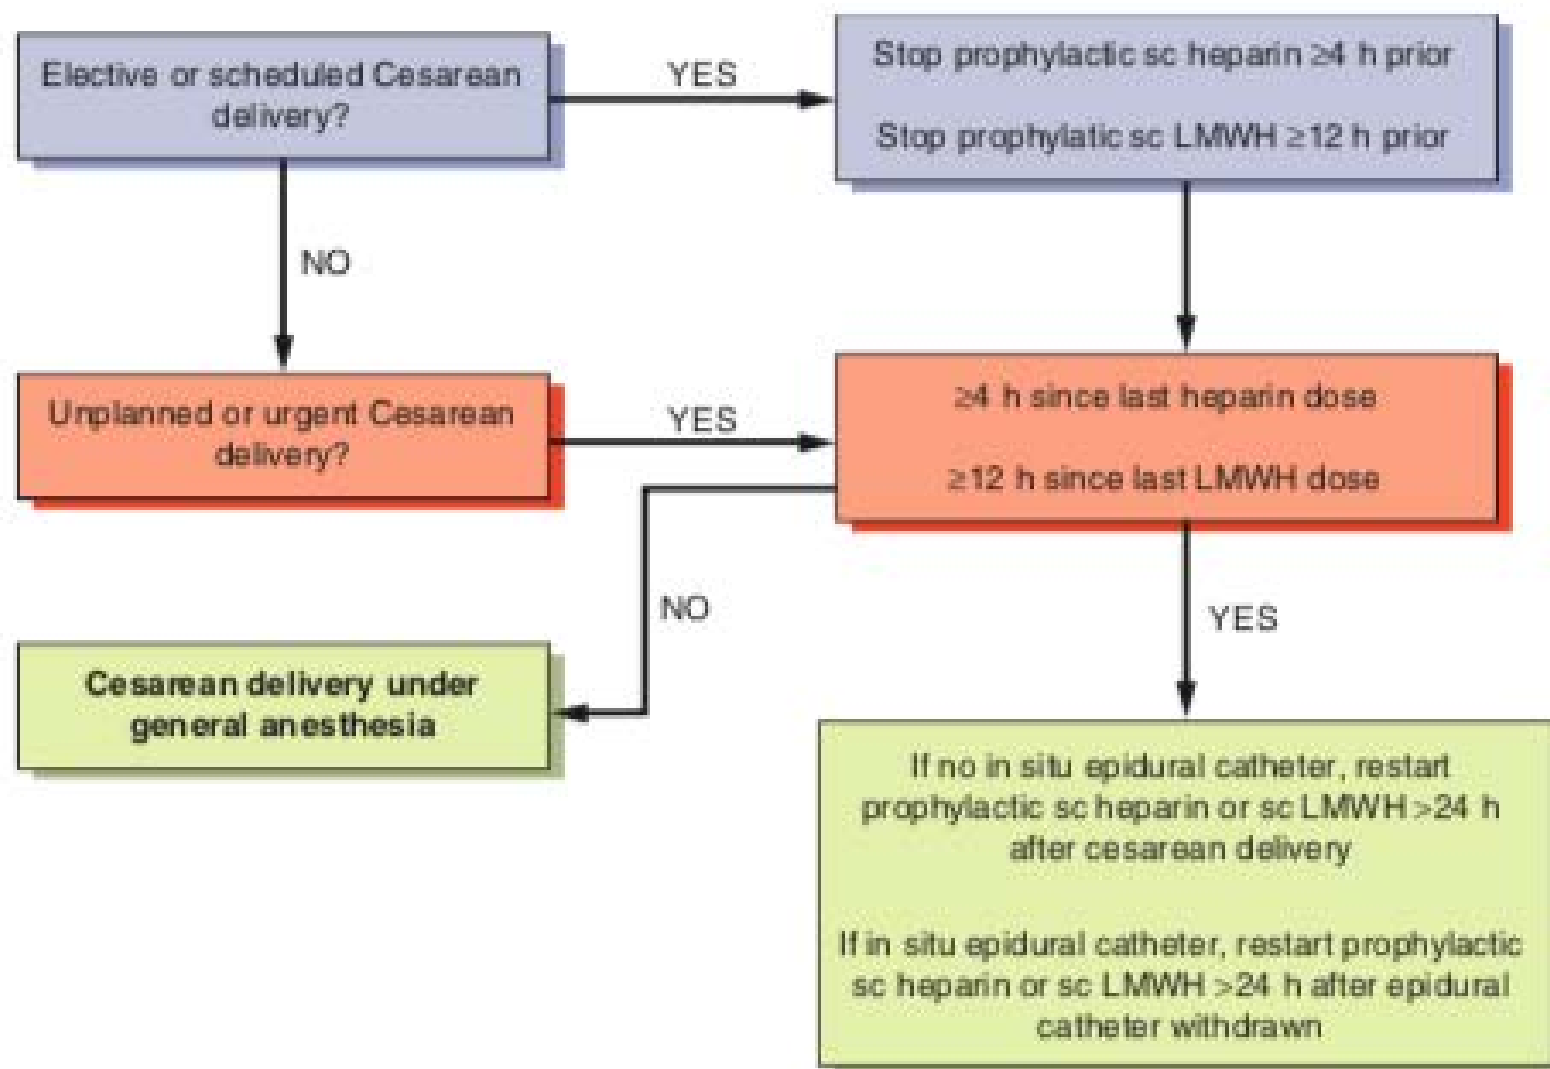 Elective or scheduled Cesarean
delivery?
YES
Stop prophylactic sc heparin ≥4 h prior
Stop prophylatic sc LMWH ≥12 h prior
NO
Unplanned or urgent Cesarean
delivery?
YES
≥4 h since last heparin dose
≥12 h since last LMWH dose
NO
YES
Cesarean delivery under
general anesthesia
If no in situ epidural catheter, restart
prophylactic sc heparin or sc LMWH >24 h
after cesarean delivery
If in situ epidural catheter, restart prophylactic
sc heparin or sc LMWH >24 h after epidural
catheter withdrawn